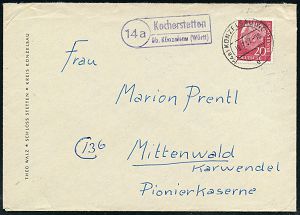 14a
Kocherstetten
üb. Künzelsau (Württ)
20
Frau
Marion Prentl
(13b
Mittenwald
Karwendel
Pionierkaserne
THEO WALZ • SCHLOSS STETTEN • KREIS KÜNZELSAU